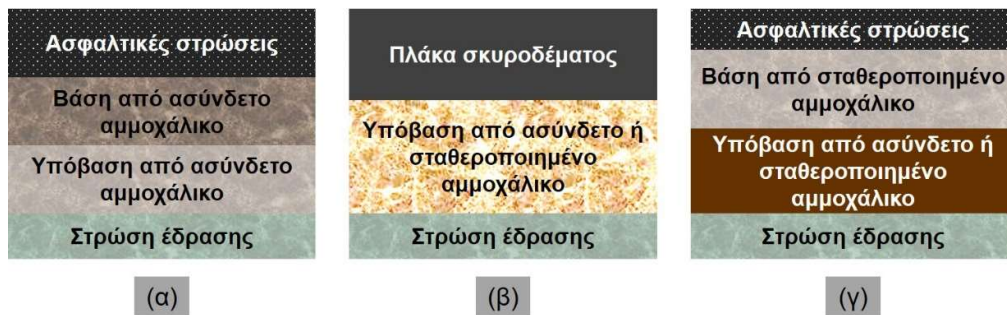 Ασφαλτικές στρώσεις
Βάση από ασύνδετο
αμμοχάλικο
Υπόβαση από ασύνδετο
αμμοχάλικο
Στρώση έδρασης
(α)
Πλάκα σκυροδέματος
Υπόβαση από ασύνδετο ή
σταθεροποιημένο
αμμοχάλικο
Στρώση έδρασης
(β)
Ασφαλτικές στρώσεις
Βάση από σταθεροποιημένο
αμμοχάλικο
Υπόβαση από ασύνδετο ή
σταθεροποιημένο
αμμοχάλικο
Στρώση έδρασης
(γ)